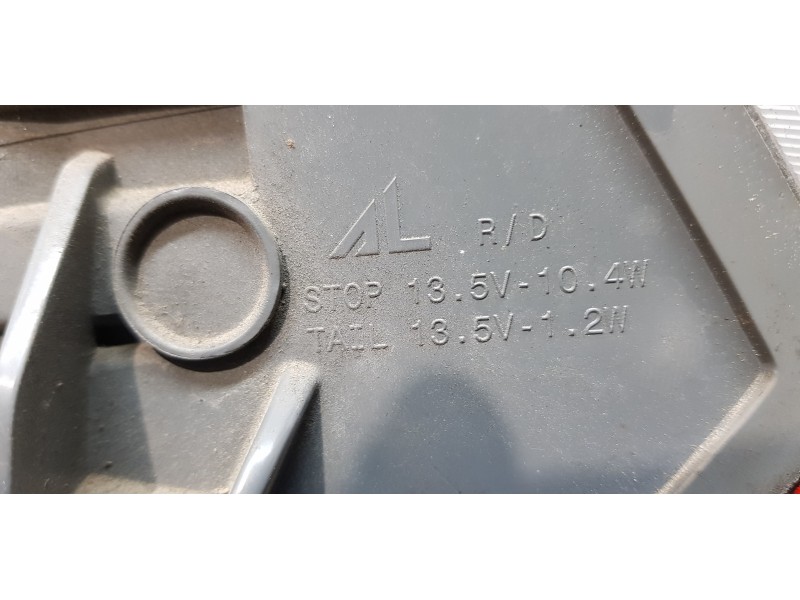 AL R/D
STOP 13.5V-10.4W
TAIL 13.5V-1.2W